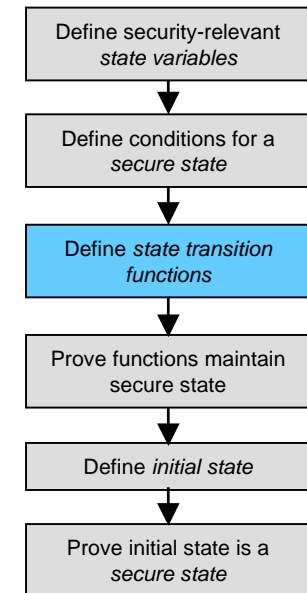 Define security-relevant
state variables
Define conditions for a
secure state
Define state transition
functions
Prove functions maintain
secure state
Define initial state
Prove initial state is a
secure state